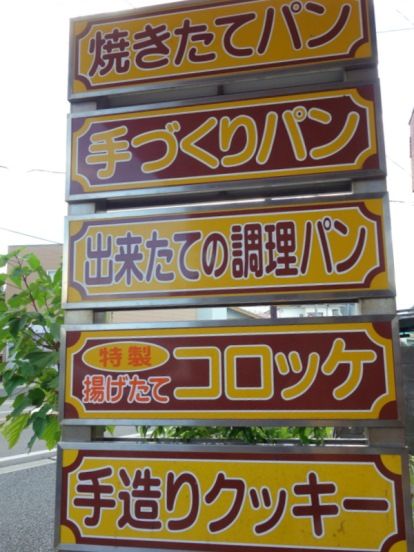 焼きたてパン
手づくりパン
出来たての調理パン
特製
揚げたて
コロッケ
手造りクッキー